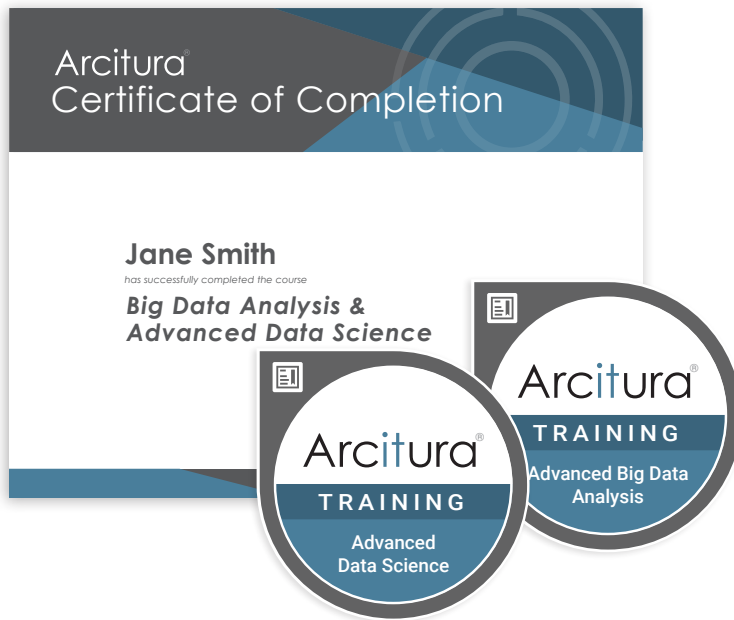 Arcitura®
Certificate of Completion
Jane Smith
has successfully completed the course
Big Data Analysis &
Advanced Data Science
Arcitura®
TRAINING
Advanced
Data Science
Arcitura®
TRAINING
Advanced Big Data
Analysis